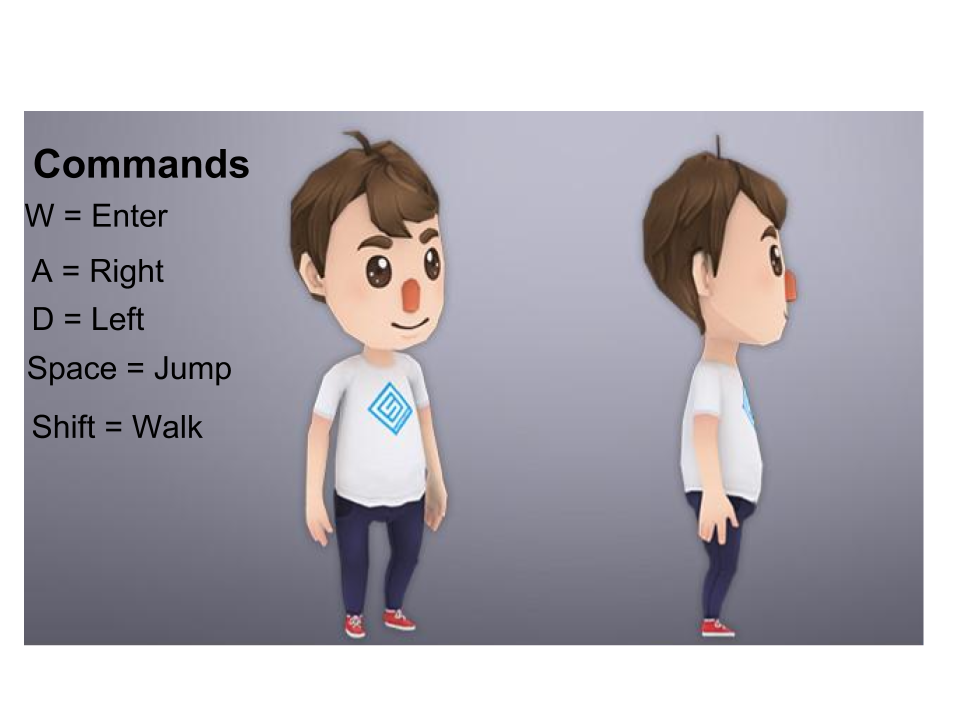 Commands
W = Enter
A = Right
D = Left
Space = Jump
Shift = Walk